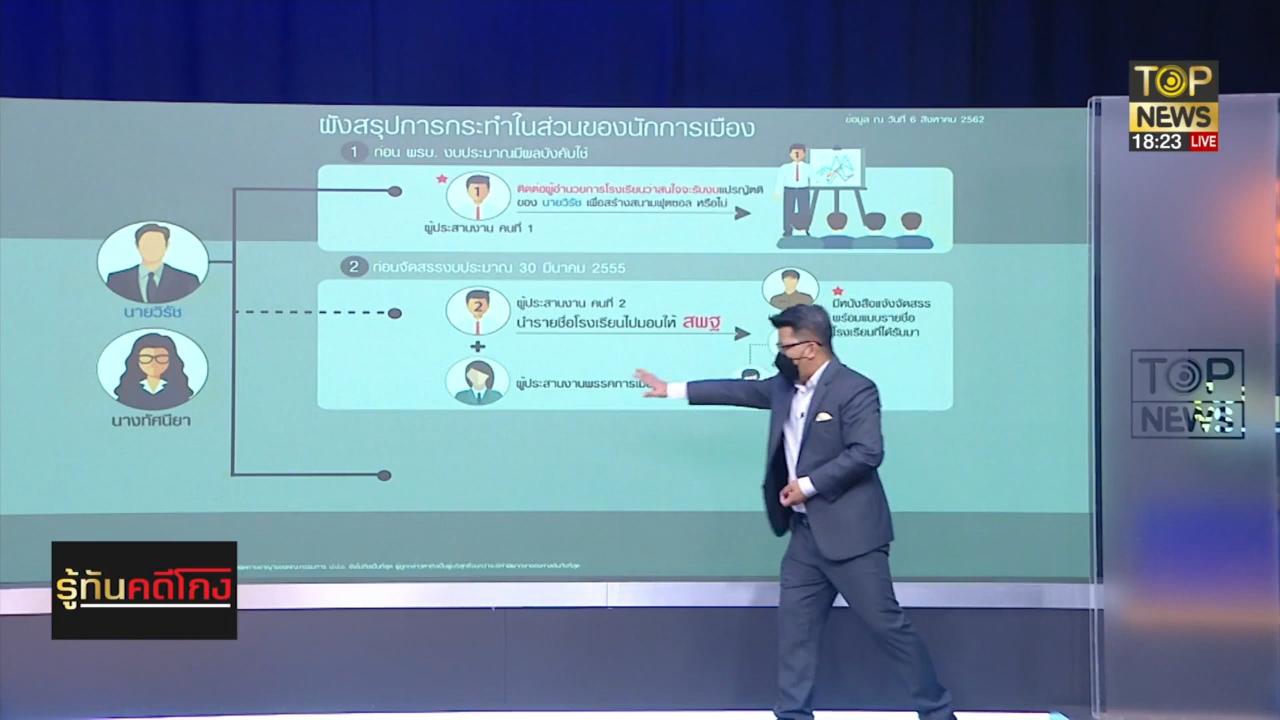 TOP
NEWS
18:23 LIVE
ผังสรุปการกระทำในส่วนของนักการเมือง
ข้อมูล ณ วันที่ 6 สิงหาคม 2562
1 ก่อน พรบ. งบประมาณมีผลบังคับใช้
1
1
ติดต่อผู้อำนวยการโรงเรียนว่าสนใจจะรับงบแปรญัตติ
ของ นายวิรัช เพื่อสร้างสนามฟุตซอล หรือไม่
ผู้ประสานงาน คนที่ 1
2 ก่อนจัดสรรงบประมาณ 30 มีนาคม 2555
นายวิรัช
2
ผู้ประสานงาน คนที่ 2
นำรายชื่อโรงเรียนไปมอบให้ สพฐ
มีหนังสือแจ้งจัดสรร
พร้อมแนบรายชื่อ
โรงเรียนที่ได้รับมา
+
ผู้ประสานงานพรรคการเมือง
นางทัศนียา
TOP
NEWS
รู้ทันคดีโกง